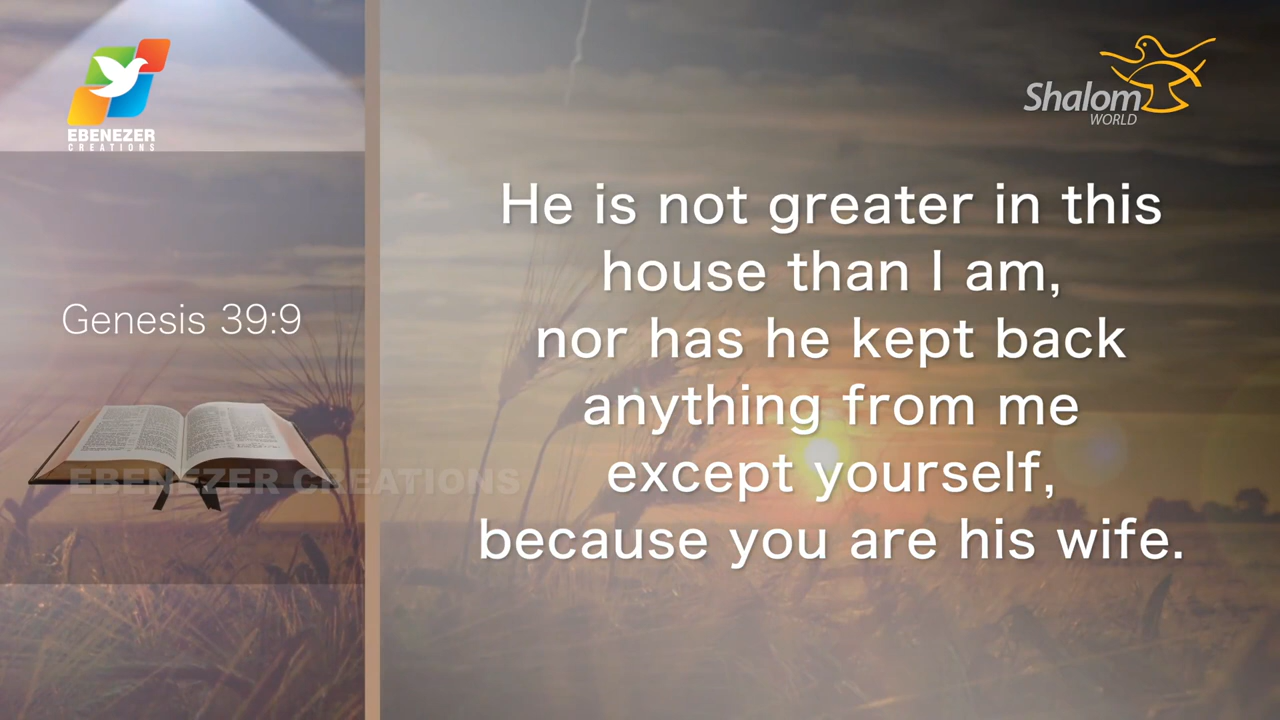 EBENEZER
CREATIONS
Shalom
WORLD
Genesis 39:9
EBENEZER CREATIONS
He is not greater in this
house than I am,
nor has he kept back
anything from me
except yourself,
because you are his wife.